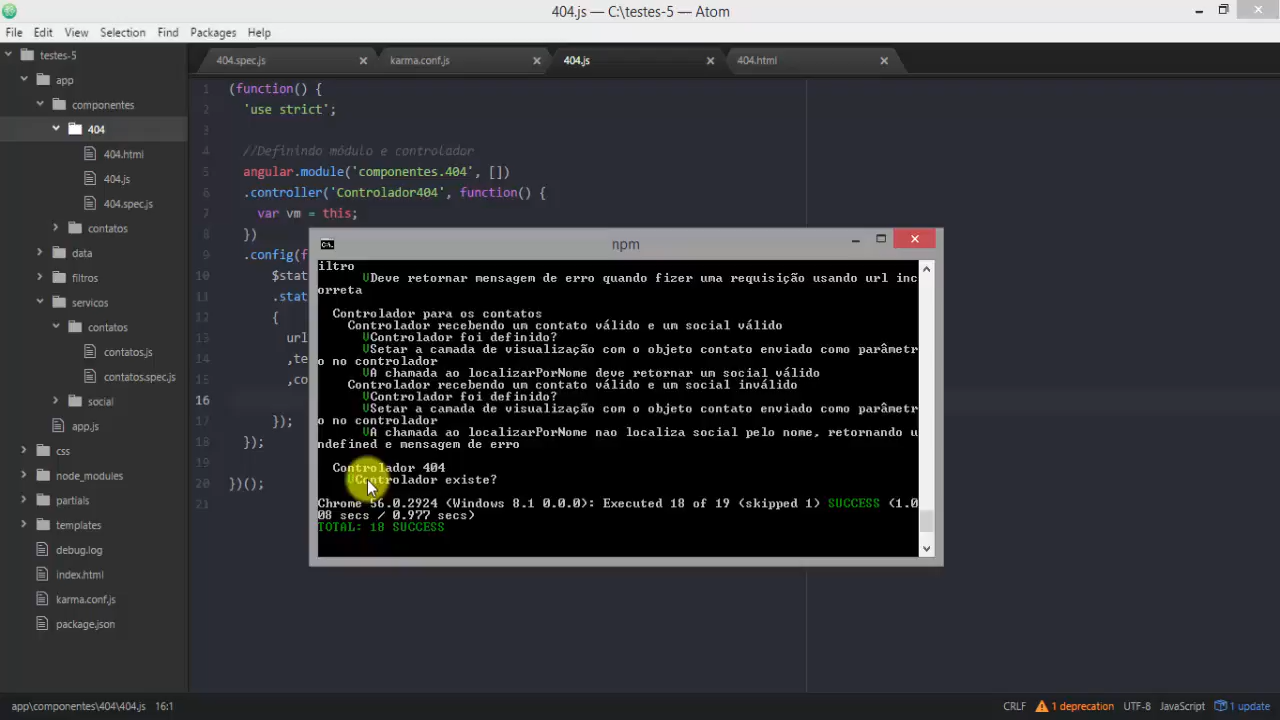 404.js — C:\testes-5 — Atom
File Edit View Selection Find Packages Help
testes-5
app
componentes
404
404.html
404.js
404.spec.js
contatos
data
filtros
servicos
contatos
contatos.js
contatos.spec.js
social
app.js
css
node_modules
partials
templates
debug.log
index.html
karma.conf.js
package.json
404.spec.js karma.conf.js 404.js 404.html
1 (function() {
2 'use strict';
3
4 //Definindo módulo e controlador
5 angular.module('componentes.404', [])
6 .controller('Controlador404', function() {
7 var vm = this;
8 })
9 .config(f
10 $stat
11 .stat
12 {
13 url
14 ,te
15 ,co
16
17 });
18 });
19
20 })();
21
npm
iltro
VDeve retornar mensagem de erro quando fizer uma requisição usando url inc
orreta
Controlador para os contatos
Controlador recebendo um contato válido e um social válido
VControlador foi definido?
VSetar a camada de visualização com o objeto contato enviado como parâmetr
o no controlador
VA chamada ao localizarPorNome deve retornar um social válido
Controlador recebendo um contato válido e um social inválido
VControlador foi definido?
VSetar a camada de visualização com o objeto contato enviado como parâmetr
o no controlador
VA chamada ao localizarPorNome nao localiza social pelo nome, retornando u
ndefined e mensagem de erro
Controlador 404
VControlador existe?
Chrome 56.0.2924 (Windows 8.1 0.0.0): Executed 18 of 19 (skipped 1) SUCCESS (1.0
08 secs / 0.977 secs)
TOTAL: 18 SUCCESS
app\componentes\404\404.js 16:1 CRLF 1 deprecation UTF-8 JavaScript 1 update